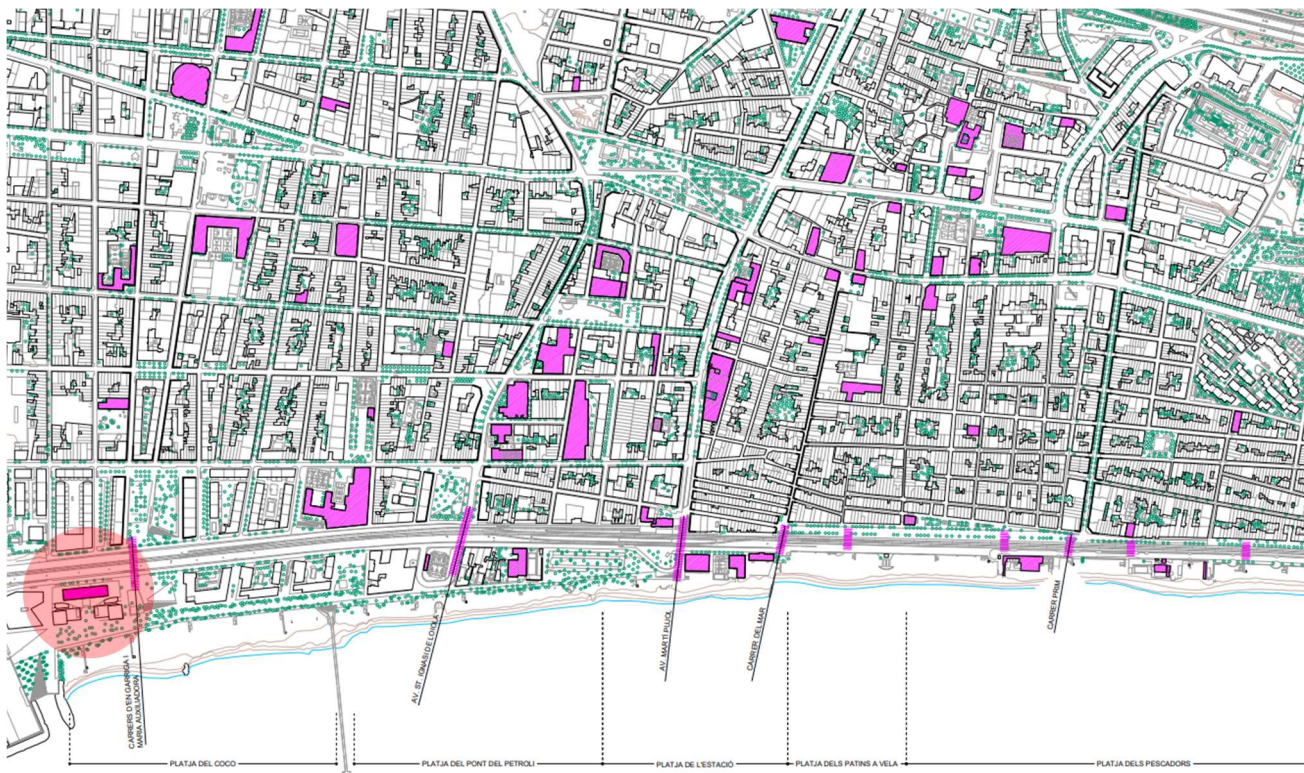 CARRERS D'EN GARRIGA I
MARIA AUXILIADORA
AV. ST. IGNASI DE LOIOLA
AV. MARTÍ PUJOL
CARRER DEL MAR
CARRER PRIM
PLATJA DEL COCO
PLATJA DEL PONT DEL PETROLI
PLATJA DE L'ESTACIÓ
PLATJA DELS PATINS A VELA
PLATJA DELS PESCADORS